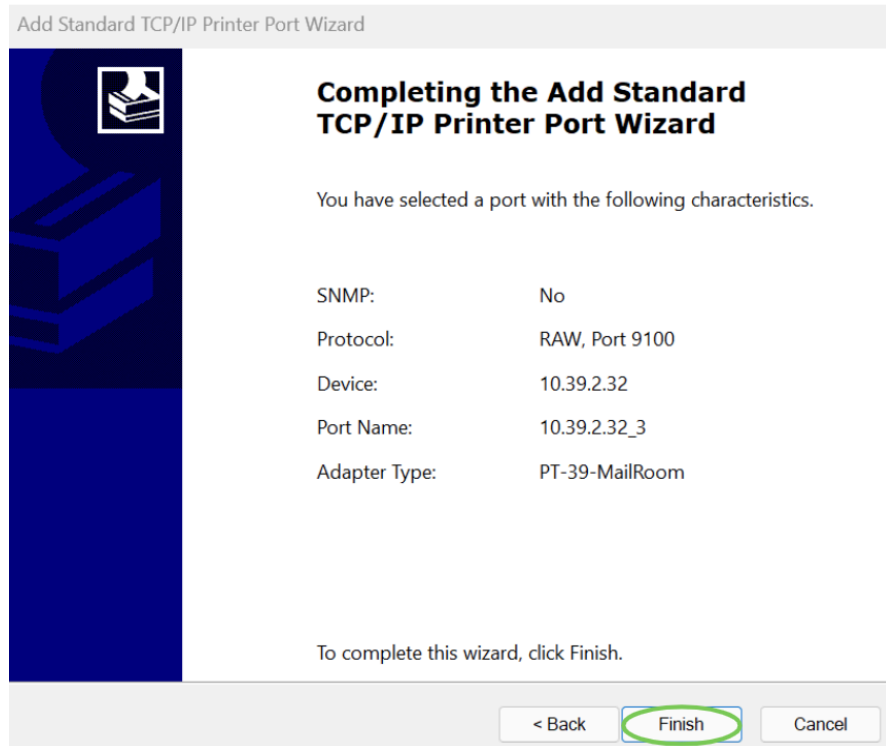 Add Standard TCP/IP Printer Port Wizard
Completing the Add Standard
TCP/IP Printer Port Wizard
You have selected a port with the following characteristics.
SNMP: No
Protocol: RAW, Port 9100
Device: 10.39.2.32
Port Name: 10.39.2.32_3
Adapter Type: PT-39-MailRoom
To complete this wizard, click Finish.
< Back Finish Cancel